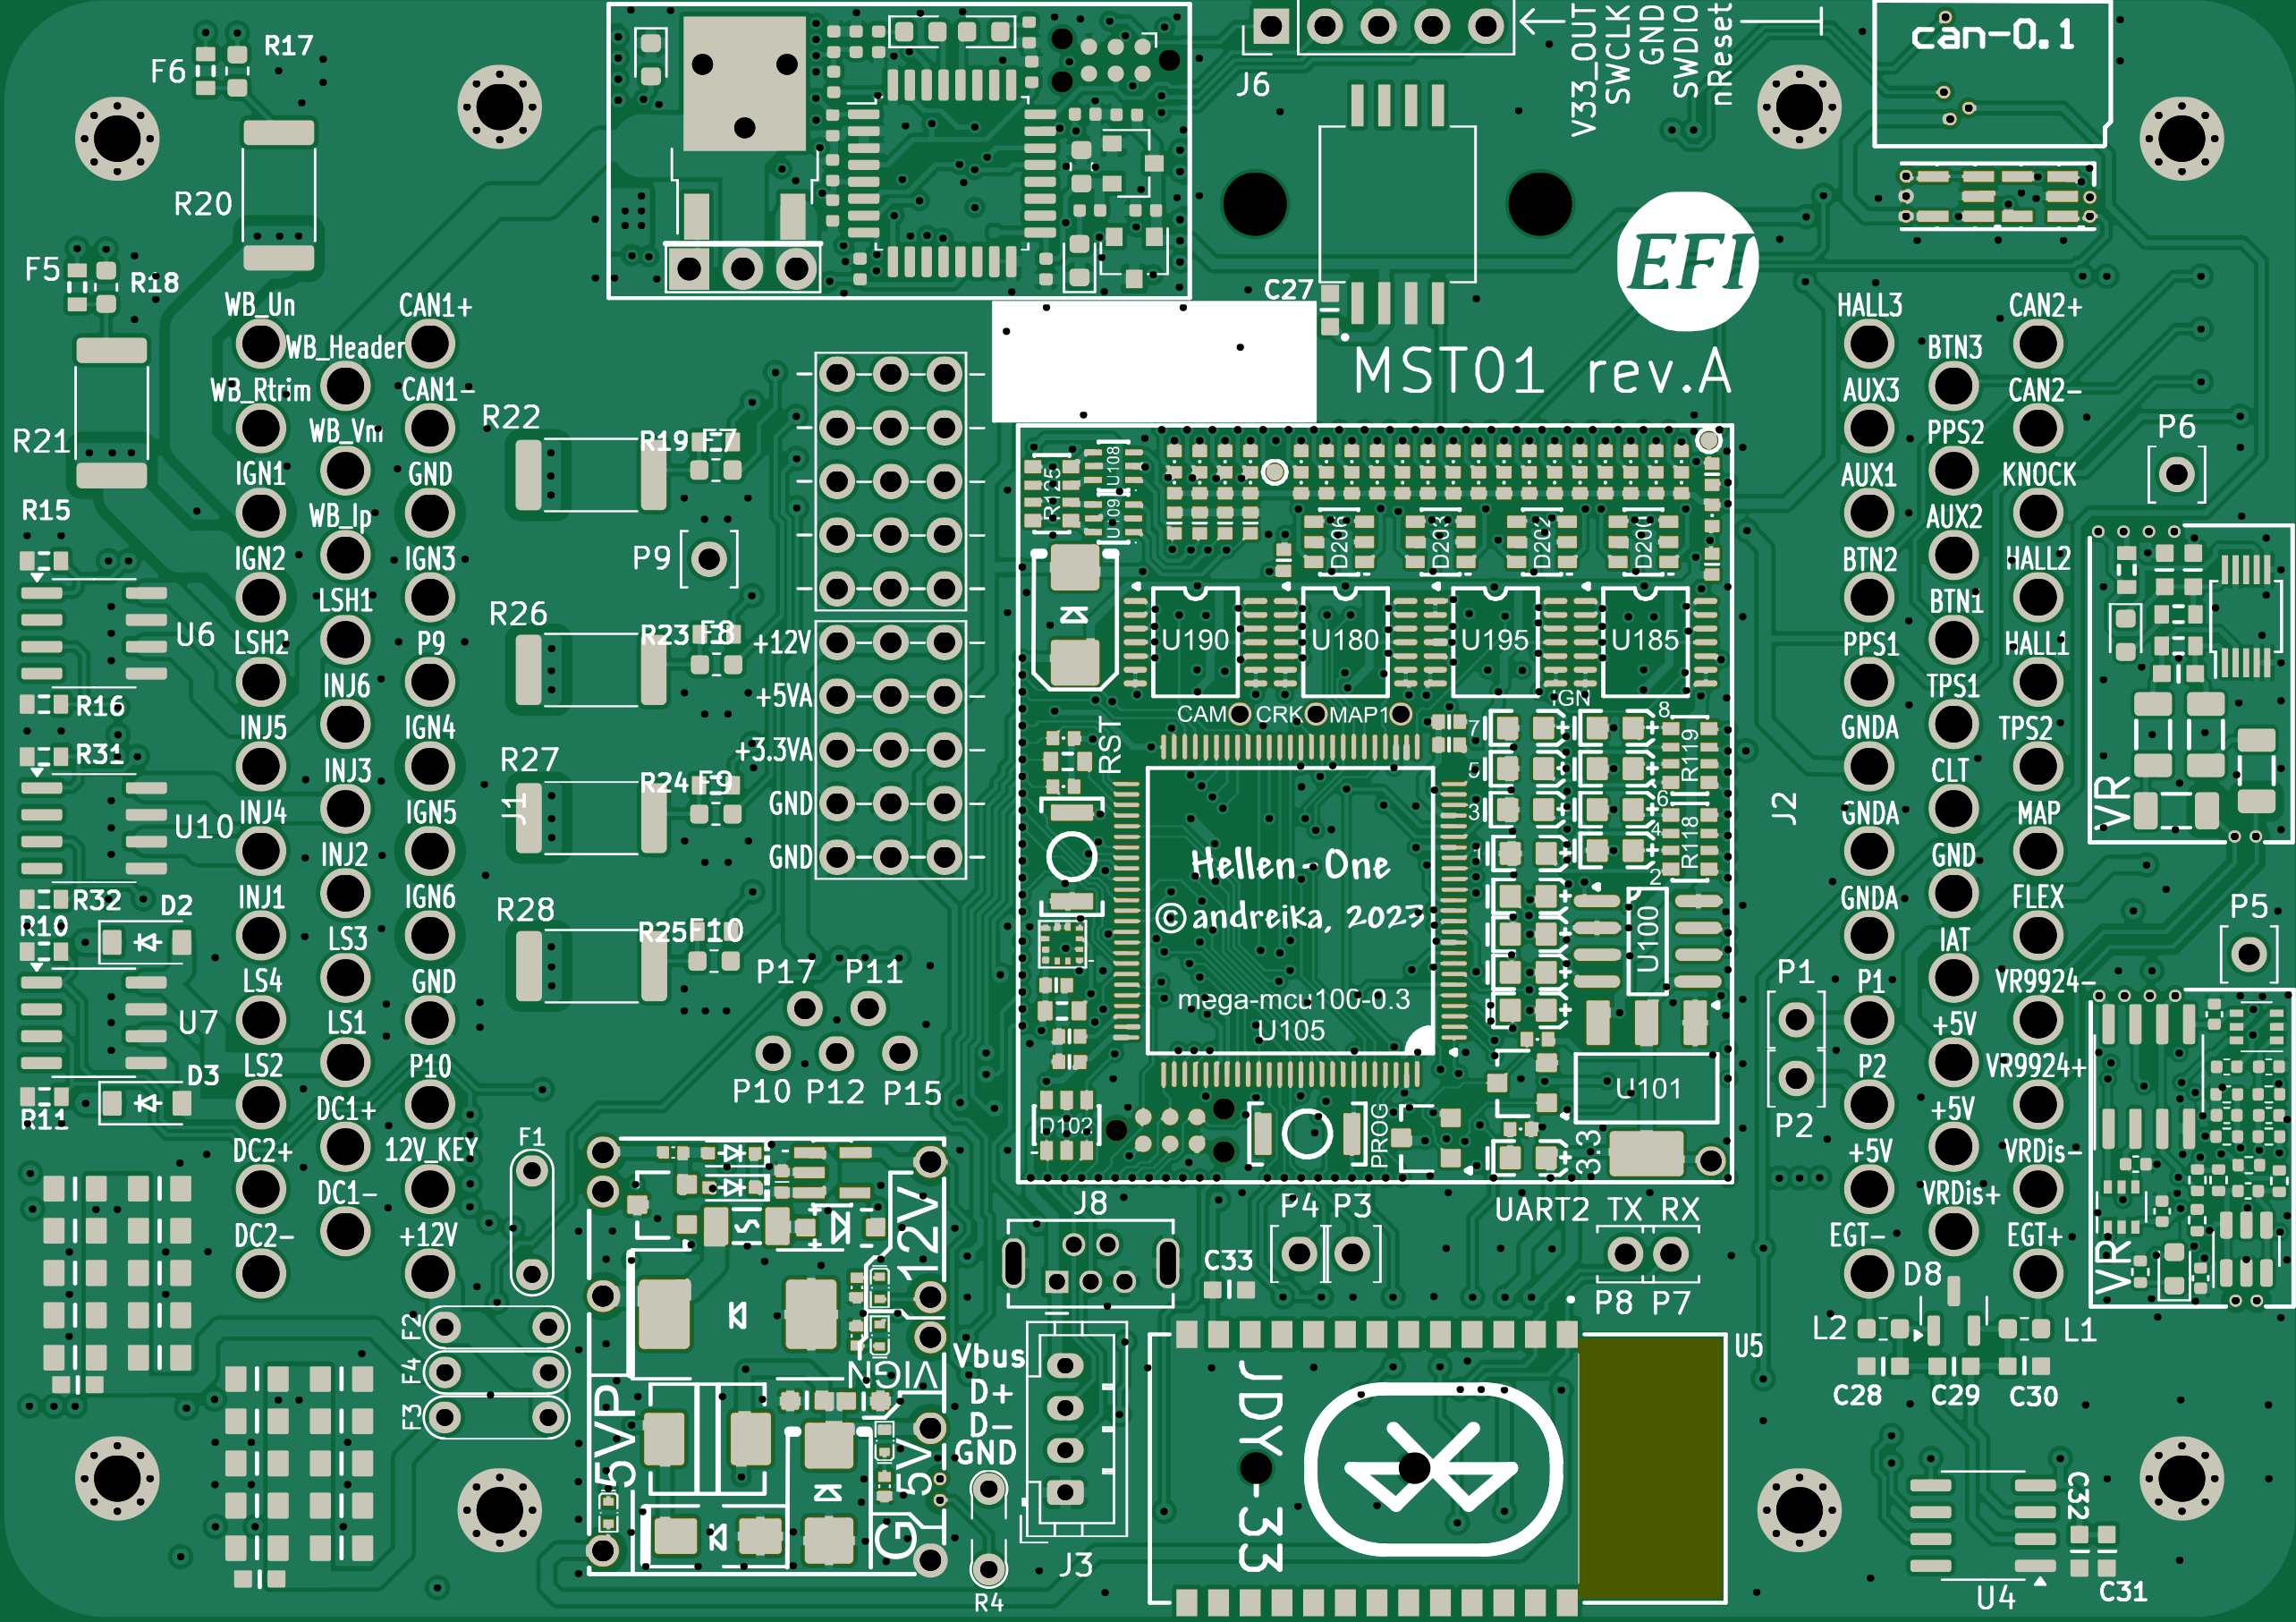 R17
F6
R20
F5
R18
R21
V33_OUT
SWCLK
GND
SWDIO
nReset
J6
can-0.1
EFI
C27
MST01 rev.A
WB_Un
CAN1+
WB_Header
WB_Rtrim
CAN1-
WB_Vm
IGN1
GND
WB_Ip
IGN2
IGN3
LSH1
LSH2
P9
INJ6
INJ5
IGN4
INJ3
INJ4
IGN5
INJ2
INJ1
IGN6
LS3
LS4
GND
LS1
LS2
P10
DC1+
DC2+
12V_KEY
DC1-
DC2-
+12V
R15
U6
R16
R31
U10
R32
D2
R10
U7
D3
R11
J1
R22
R19
F7
P9
R26
R23
F8
R27
R24
F9
R28
R25
F10
+12V
+5VA
+3.3VA
GND
GND
P17
P11
P10
P12
P15
R125
U108
U109
D206
D203
D202
D200
U190
U180
U195
U185
CAM
CRK
MAP1
IGN
7
8
5
3
6
4
1
2
R119
R118
RST
Hellen-One
©andreika, 2023
mega-mcu100-0.3
U105
U100
U101
D102
PROG
3.3
J2
HALL3
CAN2+
BTN3
AUX3
CAN2-
PPS2
AUX1
KNOCK
AUX2
BTN2
HALL2
BTN1
PPS1
HALL1
TPS1
GNDA
TPS2
CLT
GNDA
MAP
GND
GNDA
FLEX
IAT
P1
VR9924-
+5V
P2
VR9924+
+5V
+5V
VRDis-
VRDis+
EGT-
EGT+
P6
VR
P5
VR
P1
P2
F1
F2
F4
F3
12V
VIGN
5VP
5V
G
J8
C33
P4 P3
UART2 TX RX
P8 P7
Vbus
D+
D-
GND
J3
R4
JDY-33
U5
D8
L2
L1
C28
C29
C30
C32
C31
U4